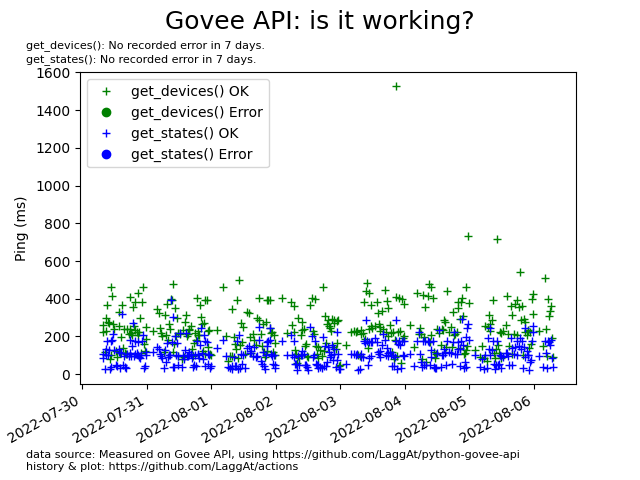 Govee API: is it working?
get_devices(): No recorded error in 7 days.
get_states(): No recorded error in 7 days.
get_devices() OK
get_devices() Error
get_states() OK
get_states() Error
Ping (ms)
1600
1400
1200
1000
800
600
400
200
0
2022-07-30
2022-07-31
2022-08-01
2022-08-02
2022-08-03
2022-08-04
2022-08-05
2022-08-06
data source: Measured on Govee API, using https://github.com/LaggAt/python-govee-api
history & plot: https://github.com/LaggAt/actions